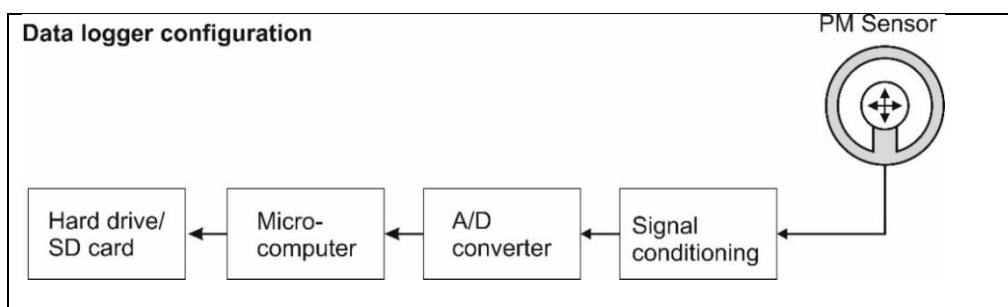 Data logger configuration
PM Sensor
Hard drive/
SD card
Micro-
computer
A/D
converter
Signal
conditioning